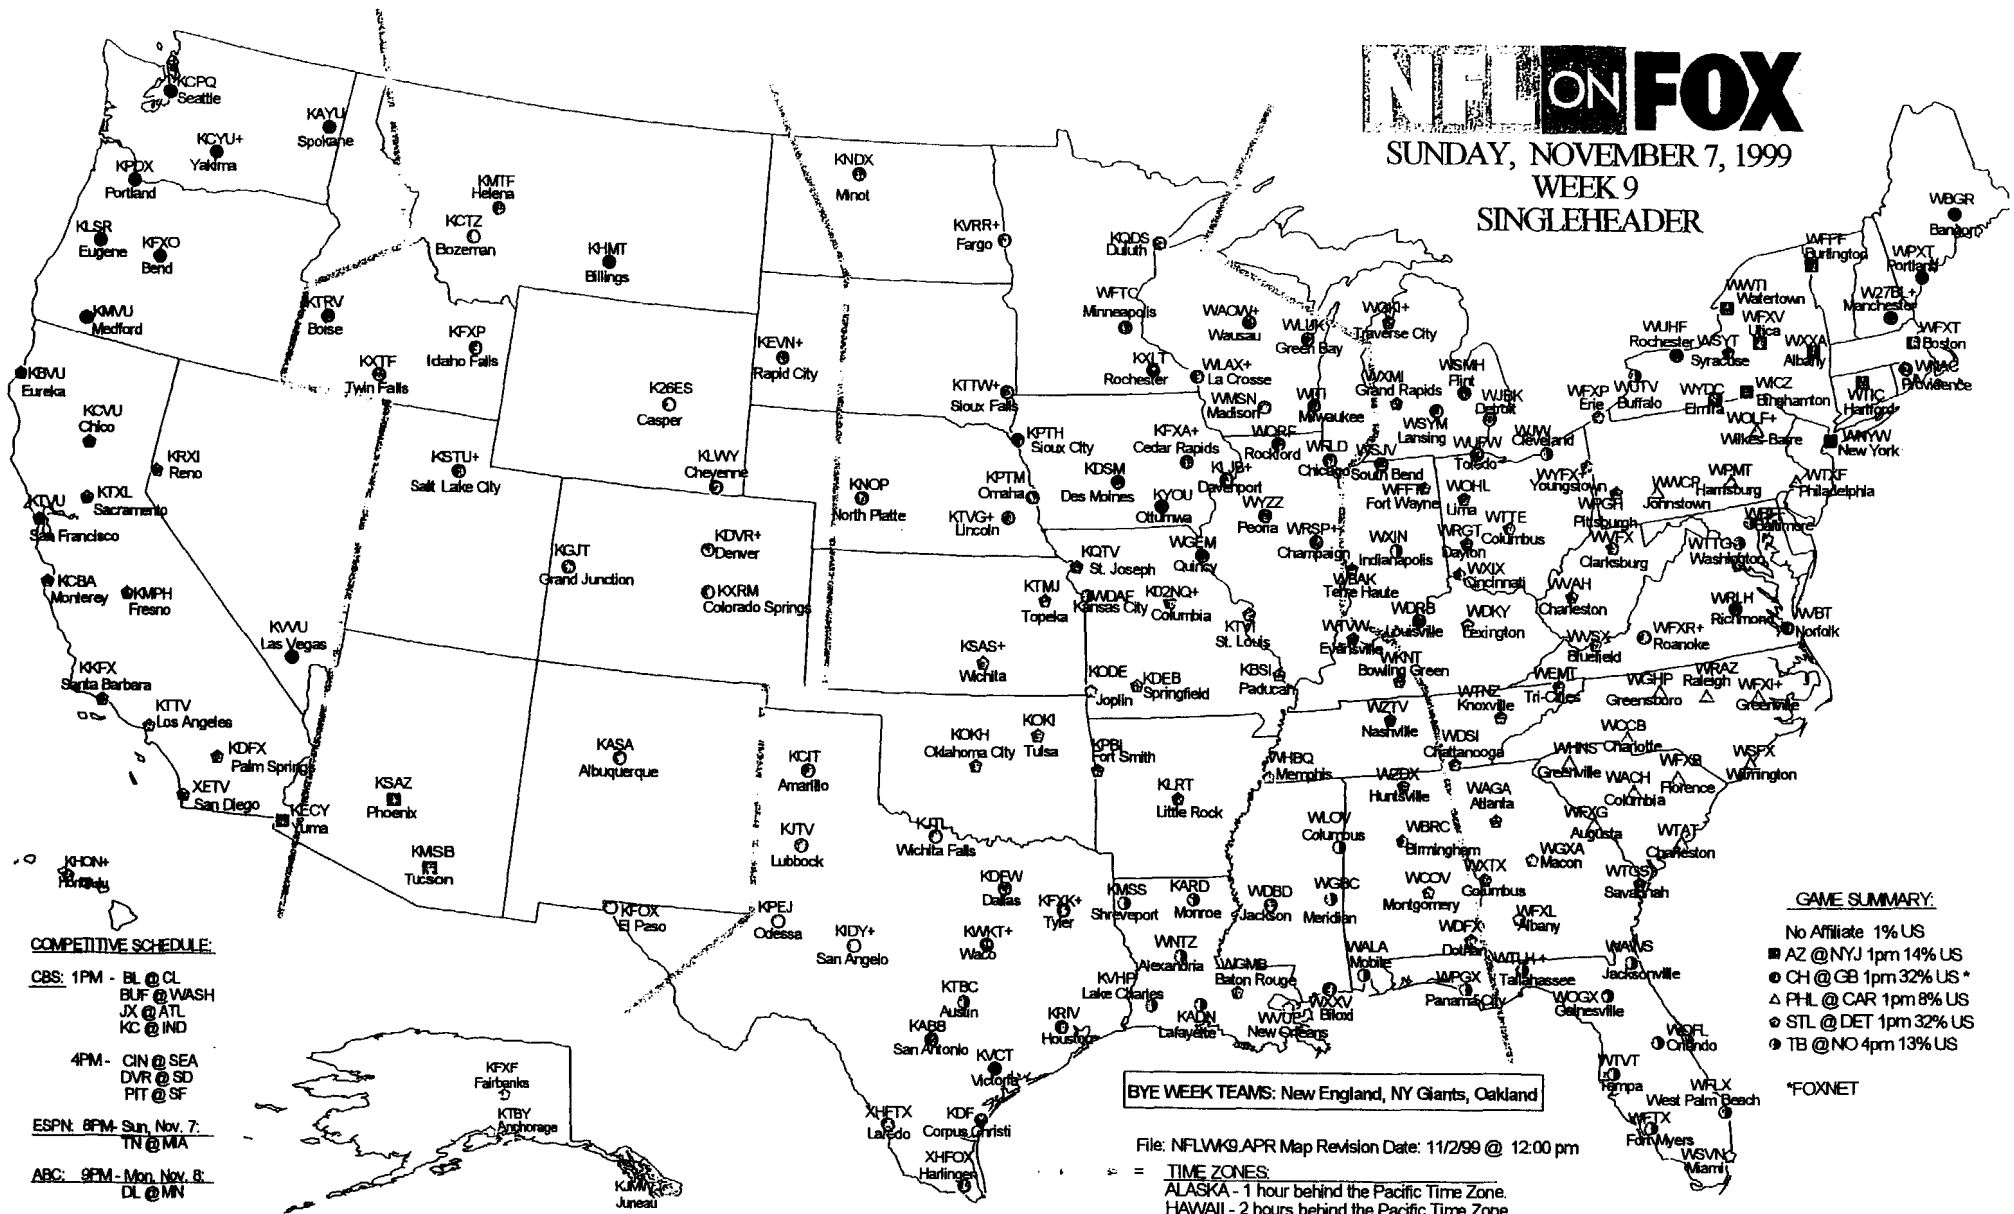 NFL ON FOX
SUNDAY, NOVEMBER 7, 1999
WEEK 9
SINGLEHEADER
KCPQ
Seattle
KAYU
Spokane
KCYU+
Yakima
KPDX
Portland
KLSR
Eugene
KFXO
Bend
KMVU
Medford
KBVU
Eureka
KCVU
Chico
KRXI
Reno
KTXL
Sacramento
KTVU
San Francisco
KCBA
Monterey
KMPH
Fresno
KVVU
Las Vegas
KKFX
Santa Barbara
KTTV
Los Angeles
KDFX
Palm Springs
XETV
San Diego
KECY
Yuma
KSAZ
Phoenix
KMSB
Tucson
KHON+
Honolulu
KMTF
Helena
KCTZ
Bozeman
KHMT
Billings
KTRV
Boise
KFXP
Idaho Falls
KXTF
Twin Falls
KSTU+
Salt Lake City
K26ES
Casper
KLWY
Cheyenne
KGJT
Grand Junction
KDVR+
Denver
KXRM
Colorado Springs
KASA
Albuquerque
KFOX
El Paso
KNDX
Minot
KVRR+
Fargo
KEVN+
Rapid City
KTTW+
Sioux Falls
KPTH
Sioux City
KNOP
North Platte
KPTM
Omaha
KTVG+
Lincoln
KQTV
St. Joseph
KTMJ
Topeka
WDAF
Kansas City
KSAS+
Wichita
KODE
Joplin
KDEB
Springfield
K02NQ+
Columbia
KTVI
St. Louis
KBSI
Paducah
KOKH
Oklahoma City
KOKI
Tulsa
KPBI
Fort Smith
KLRT
Little Rock
KCIT
Amarillo
KJTV
Lubbock
KJTL
Wichita Falls
KDFW
Dallas
KFXK+
Tyler
KPEJ
Odessa
KIDY+
San Angelo
KWKT+
Waco
KTBC
Austin
KABB
San Antonio
KRIV
Houston
KVCT
Victoria
XHFTX
Laredo
KDF
Corpus Christi
XHFOX
Harlingen
KQDS
Duluth
WFTC
Minneapolis
KXLT
Rochester
WAOW+
Wausau
WLUK
Green Bay
WLAX+
La Crosse
WMSN
Madison
WITI
Milwaukee
KFXA+
Cedar Rapids
KDSM
Des Moines
KYOU
Ottumwa
KLJB+
Davenport
WQRF
Rockford
WFLD
Chicago
WYZZ
Peoria
WRSP+
Champaign
WGEM
Quincy
WGKI+
Traverse City
WXMI
Grand Rapids
WSMH
Flint
WJBK
Detroit
WSYM
Lansing
WSJV
South Bend
WFFT
Fort Wayne
WXIN
Indianapolis
WBAK
Terre Haute
WTVW
Evansville
WUPW
Toledo
WJW
Cleveland
WOHL
Lima
WYFX+
Youngstown
WTTE
Columbus
WRGT
Dayton
WXIX
Cincinnati
WDRB
Louisville
WDKY
Lexington
WKNT
Bowling Green
WZTV
Nashville
WTNZ
Knoxville
WDSI
Chattanooga
WEMT
Tri-Cities
WHBQ
Memphis
WLOV
Columbus
WZDX
Huntsville
WBRC
Birmingham
WCOV
Montgomery
WDFX
Dothan
WALA
Mobile
WPGX
Panama City
WDBD
Jackson
WGBC
Meridian
WXXV
Biloxi
KMSS
Shreveport
KARD
Monroe
WNTZ
Alexandria
KVHP
Lake Charles
KADN
Lafayette
WGMB
Baton Rouge
WVUE
New Orleans
WAGA
Atlanta
WGXA
Macon
WXTX
Columbus
WFXL
Albany
WFXG
Augusta
WTGS
Savannah
WTLH+
Tallahassee
WAWS
Jacksonville
WOGX
Gainesville
WOFL
Orlando
WTVT
Tampa
WFLX
West Palm Beach
WFTX
Fort Myers
WSVN
Miami
WHNS
Greenville
WACH
Columbia
WFXB
Florence
WTAT
Charleston
WCCB
Charlotte
WSFX
Wilmington
WGHP
Greensboro
WRAZ
Raleigh
WFXI+
Greenville
WVSX
Bluefield
WFXR+
Roanoke
WRLH
Richmond
WVBT
Norfolk
WVAH
Charleston
WVFX
Clarksburg
WTTG
Washington
WBFF
Baltimore
WPGH
Pittsburgh
WWCP
Johnstown
WPMT
Harrisburg
WTXF
Philadelphia
WOLF+
Wilkes-Barre
WFXP
Erie
WUTV
Buffalo
WUHF
Rochester
WSYT
Syracuse
WYDC
Elmira
WICZ
Binghamton
WFXV
Utica
WWTI
Watertown
WXXA
Albany
WNYW
New York
WTIC
Hartford
WNAC
Providence
WFXT
Boston
W27BL+
Manchester
WPXT
Portland
WFFF
Burlington
WBGR
Bangor
KFXF
Fairbanks
KTBY
Anchorage
KJMW
Juneau
COMPETITIVE SCHEDULE:
CBS: 1PM - BL @ CL
BUF @ WASH
JX @ ATL
KC @ IND
4PM - CIN @ SEA
DVR @ SD
PIT @ SF
ESPN: 8PM- Sun, Nov. 7:
TN @ MIA
ABC: 9PM - Mon, Nov. 8:
DL @ MN
GAME SUMMARY:
No Affiliate 1% US
AZ @ NYJ 1pm 14% US
CH @ GB 1pm 32% US *
PHL @ CAR 1pm 8% US
STL @ DET 1pm 32% US
TB @ NO 4pm 13% US
*FOXNET
BYE WEEK TEAMS: New England, NY Giants, Oakland
File: NFLWK9.APR Map Revision Date: 11/2/99 @ 12:00 pm
= TIME ZONES:
ALASKA - 1 hour behind the Pacific Time Zone.
HAWAII - 2 hours behind the Pacific Time Zone